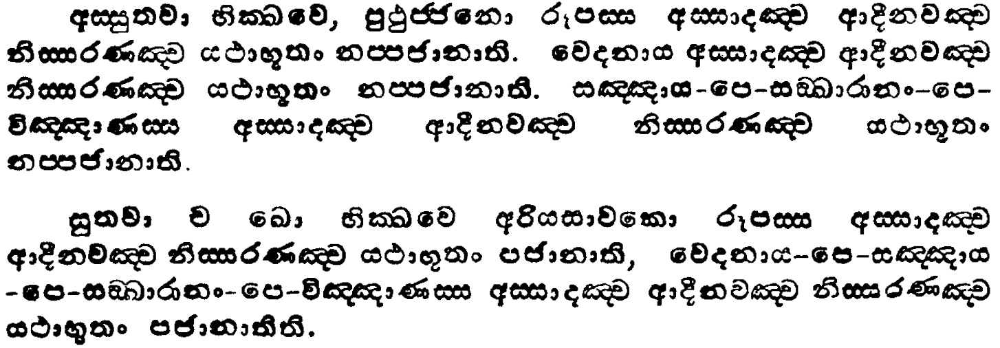 අස්සුතවා භික්ඛවෙ, පුථුජ්ජනො රූපස්ස අස්සාදඤ්ච ආදීනවඤ්ච
නිස්සරණඤ්ච යථාභූතං නප්පජානාති. වෙදනාය අස්සාදඤ්ච ආදීනවඤ්ච
නිස්සරණඤ්ච යථාභූතං නප්පජානාති. සඤ්ඤාය-පෙ-සඞ්ඛාරානං-පෙ-
විඤ්ඤාණස්ස අස්සාදඤ්ච ආදීනවඤ්ච නිස්සරණඤ්ච යථාභූතං
නප්පජානාති.
සුතවා ච ඛො භික්ඛවෙ අරියසාවකො රූපස්ස අස්සාදඤ්ච
ආදීනවඤ්ච නිස්සරණඤ්ච යථාභූතං පජානාති, වෙදනාය-පෙ-සඤ්ඤාය
-පෙ-සඞ්ඛාරානං-පෙ-විඤ්ඤාණස්ස අස්සාදඤ්ච ආදීනවඤ්ච නිස්සරණඤ්ච
යථාභූතං පජානාතීති.